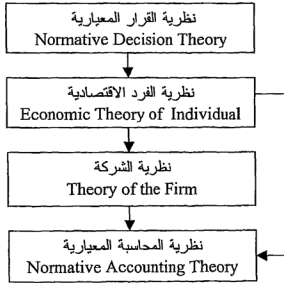 نظرية القرار المعيارية
Normative Decision Theory
نظرية الفرد الاقتصادية
Economic Theory of Individual
نظرية الشركة
Theory of the Firm
نظرية المحاسبة المعيارية
Normative Accounting Theory